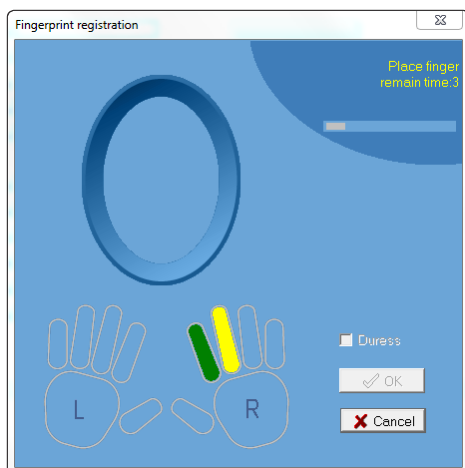 Fingerprint registration
Place finger
remain time:3
L
R
Duress
OK
Cancel